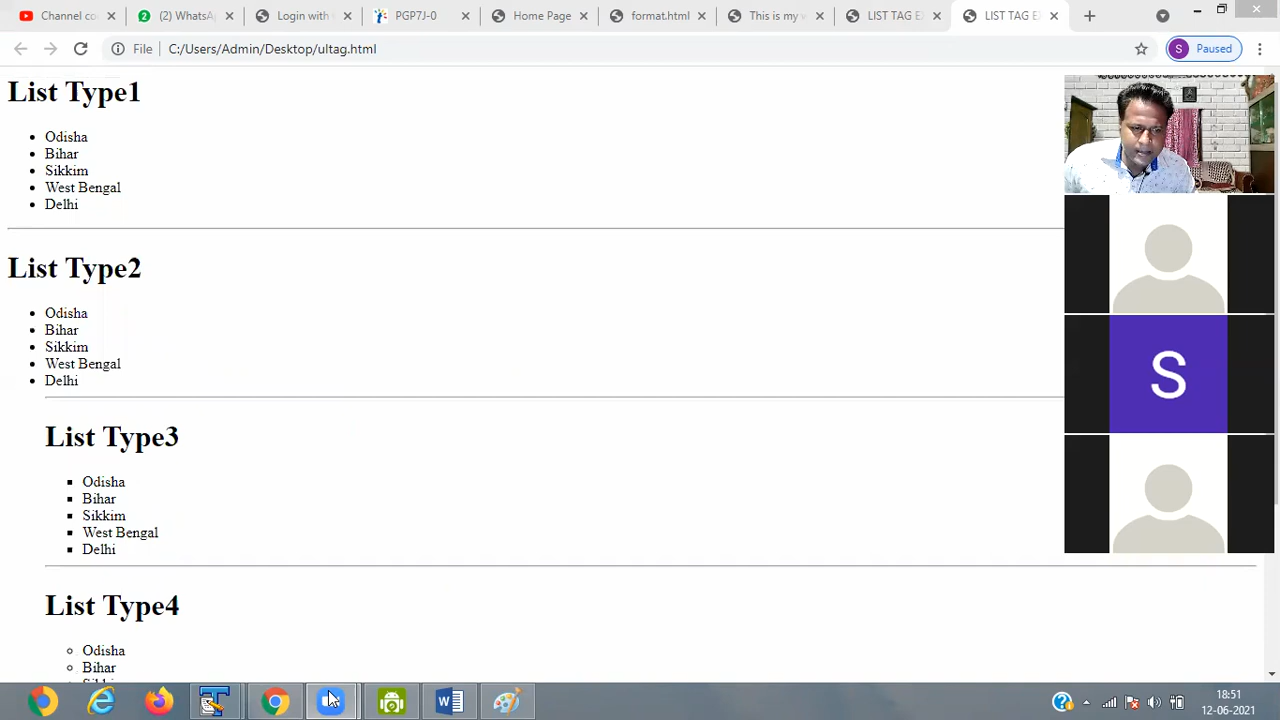 Channel co
(2) WhatsA
Login with
PGP7J-0
Home Page
format.html
This is my v
LIST TAG E
LIST TAG E
File
C:/Users/Admin/Desktop/ultag.html
S
Paused
List Type1
Odisha
Bihar
Sikkim
West Bengal
Delhi
List Type2
Odisha
Bihar
Sikkim
West Bengal
Delhi
S
List Type3
Odisha
Bihar
Sikkim
West Bengal
Delhi
List Type4
Odisha
Bihar
18:51
12-06-2021